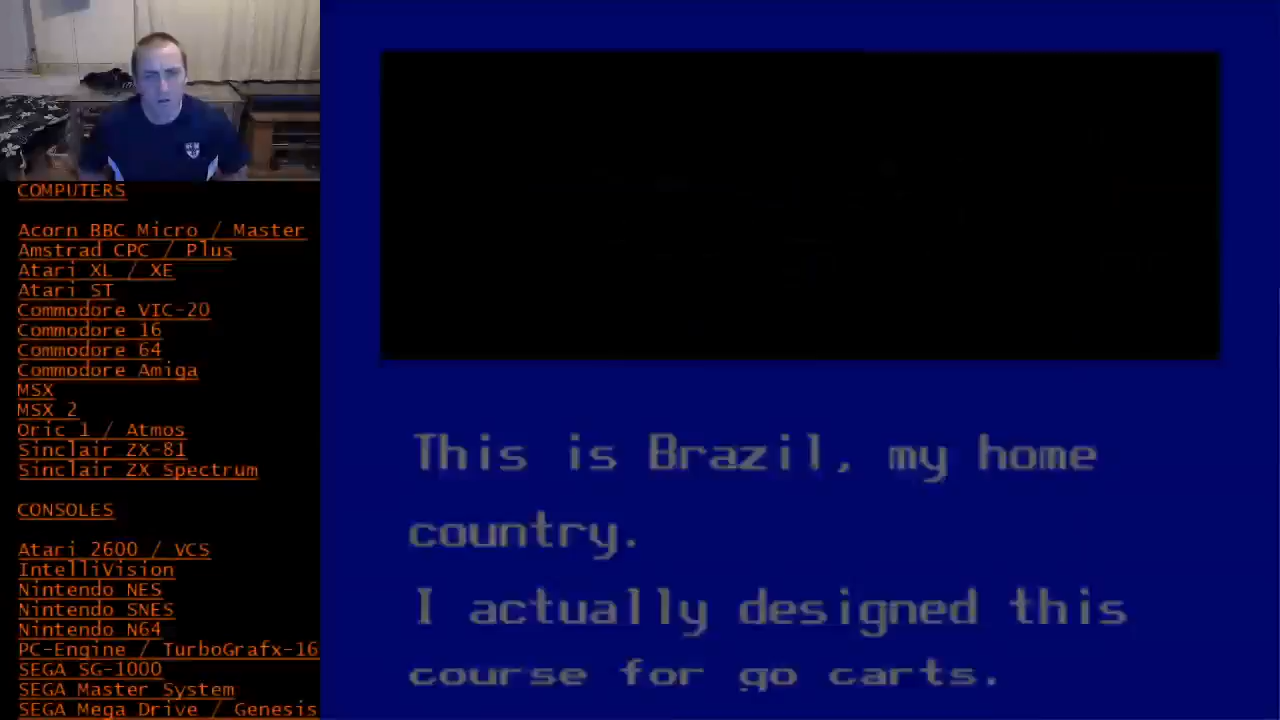 COMPUTERS
Acorn BBC Micro / Master
Amstrad CPC / Plus
Atari XL / XE
Atari ST
Commodore VIC-20
Commodore 16
Commodore 64
Commodore Amiga
MSX
MSX 2
Oric 1 / Atmos
Sinclair ZX-81
Sinclair ZX Spectrum
CONSOLES
Atari 2600 / VCS
IntelliVision
Nintendo NES
Nintendo SNES
Nintendo N64
PC-Engine / TurboGrafx-16
SEGA SG-1000
SEGA Master System
SEGA Mega Drive / Genesis
This is Brazil, my home
country.
I actually designed this
course for go carts.